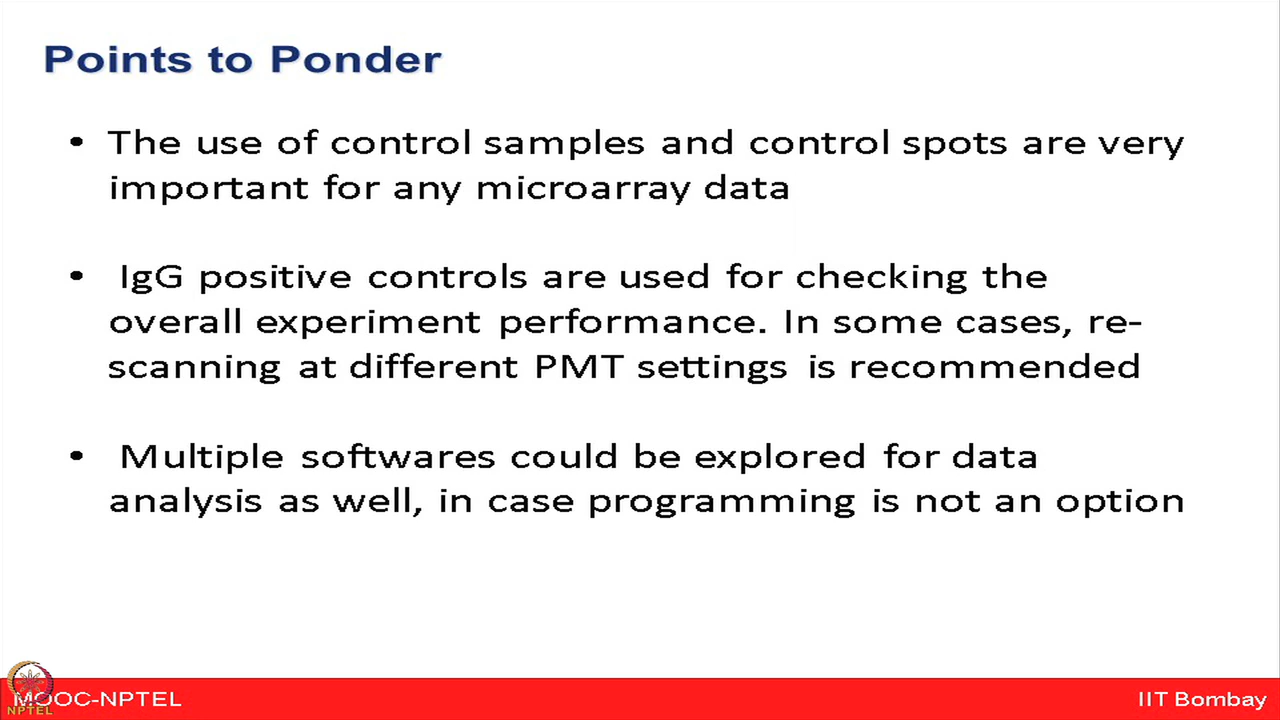 Points to Ponder
• The use of control samples and control spots are very
important for any microarray data
• IgG positive controls are used for checking the
overall experiment performance. In some cases, re-
scanning at different PMT settings is recommended
• Multiple softwares could be explored for data
analysis as well, in case programming is not an option
MOOC-NPTEL
NPTEL
IIT Bombay